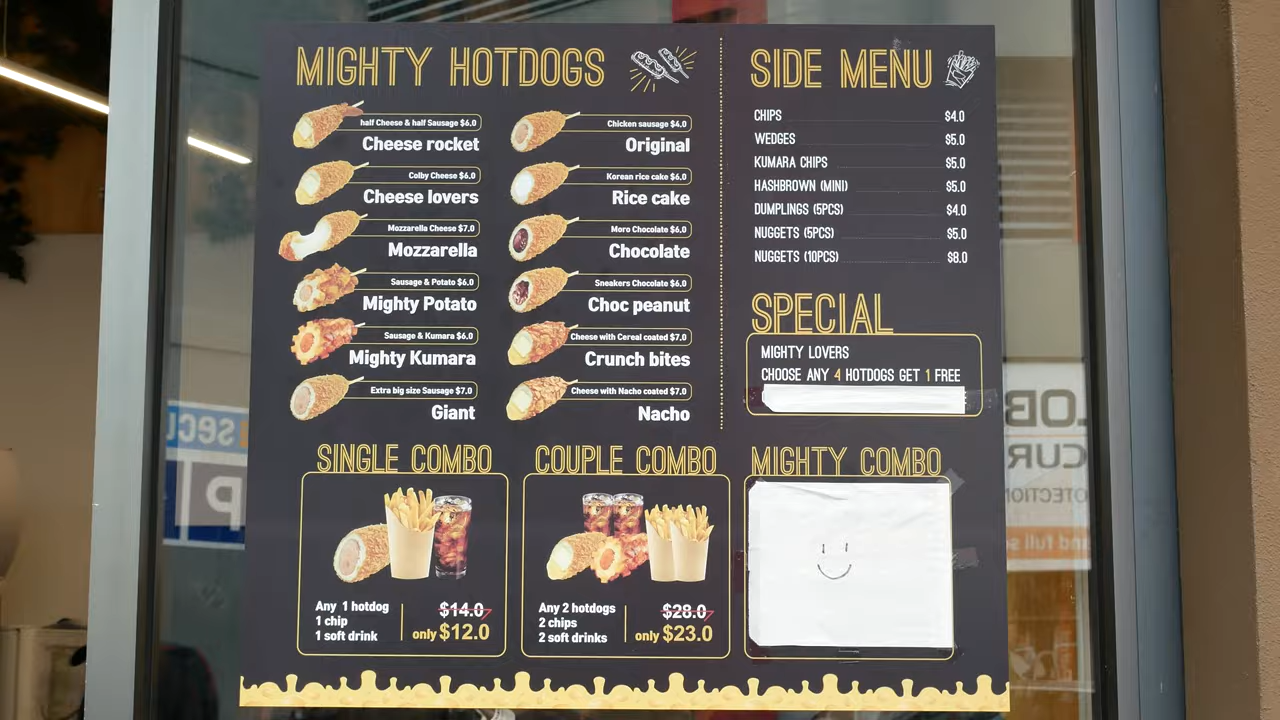 MIGHTY HOTDOGS
half Cheese & half Sausage $6.0
Cheese rocket
Colby Cheese $6.0
Cheese lovers
Mozzarella Cheese $7.0
Mozzarella
Sausage & Potato $6.0
Mighty Potato
Sausage & Kumara $6.0
Mighty Kumara
Extra big size Sausage $7.0
Giant
Chicken sausage $4.0
Original
Korean rice cake $6.0
Rice cake
Moro Chocolate $6.0
Chocolate
Sneakers Chocolate $6.0
Choc peanut
Cheese with Cereal coated $7.0
Crunch bites
Cheese with Nacho coated $7.0
Nacho
SIDE MENU
CHIPS $4.0
WEDGES $5.0
KUMARA CHIPS $5.0
HASHBROWN (MINI) $5.0
DUMPLINGS (5PCS) $4.0
NUGGETS (5PCS) $5.0
NUGGETS (10PCS) $8.0
SPECIAL
MIGHTY LOVERS
CHOOSE ANY 4 HOTDOGS GET 1 FREE
SINGLE COMBO
Any 1 hotdog
1 chip
1 soft drink
$14.0
only $12.0
COUPLE COMBO
Any 2 hotdogs
2 chips
2 soft drinks
$28.0
only $23.0
MIGHTY COMBO
secu
P
LOB
CUR
OTECTION
and full se